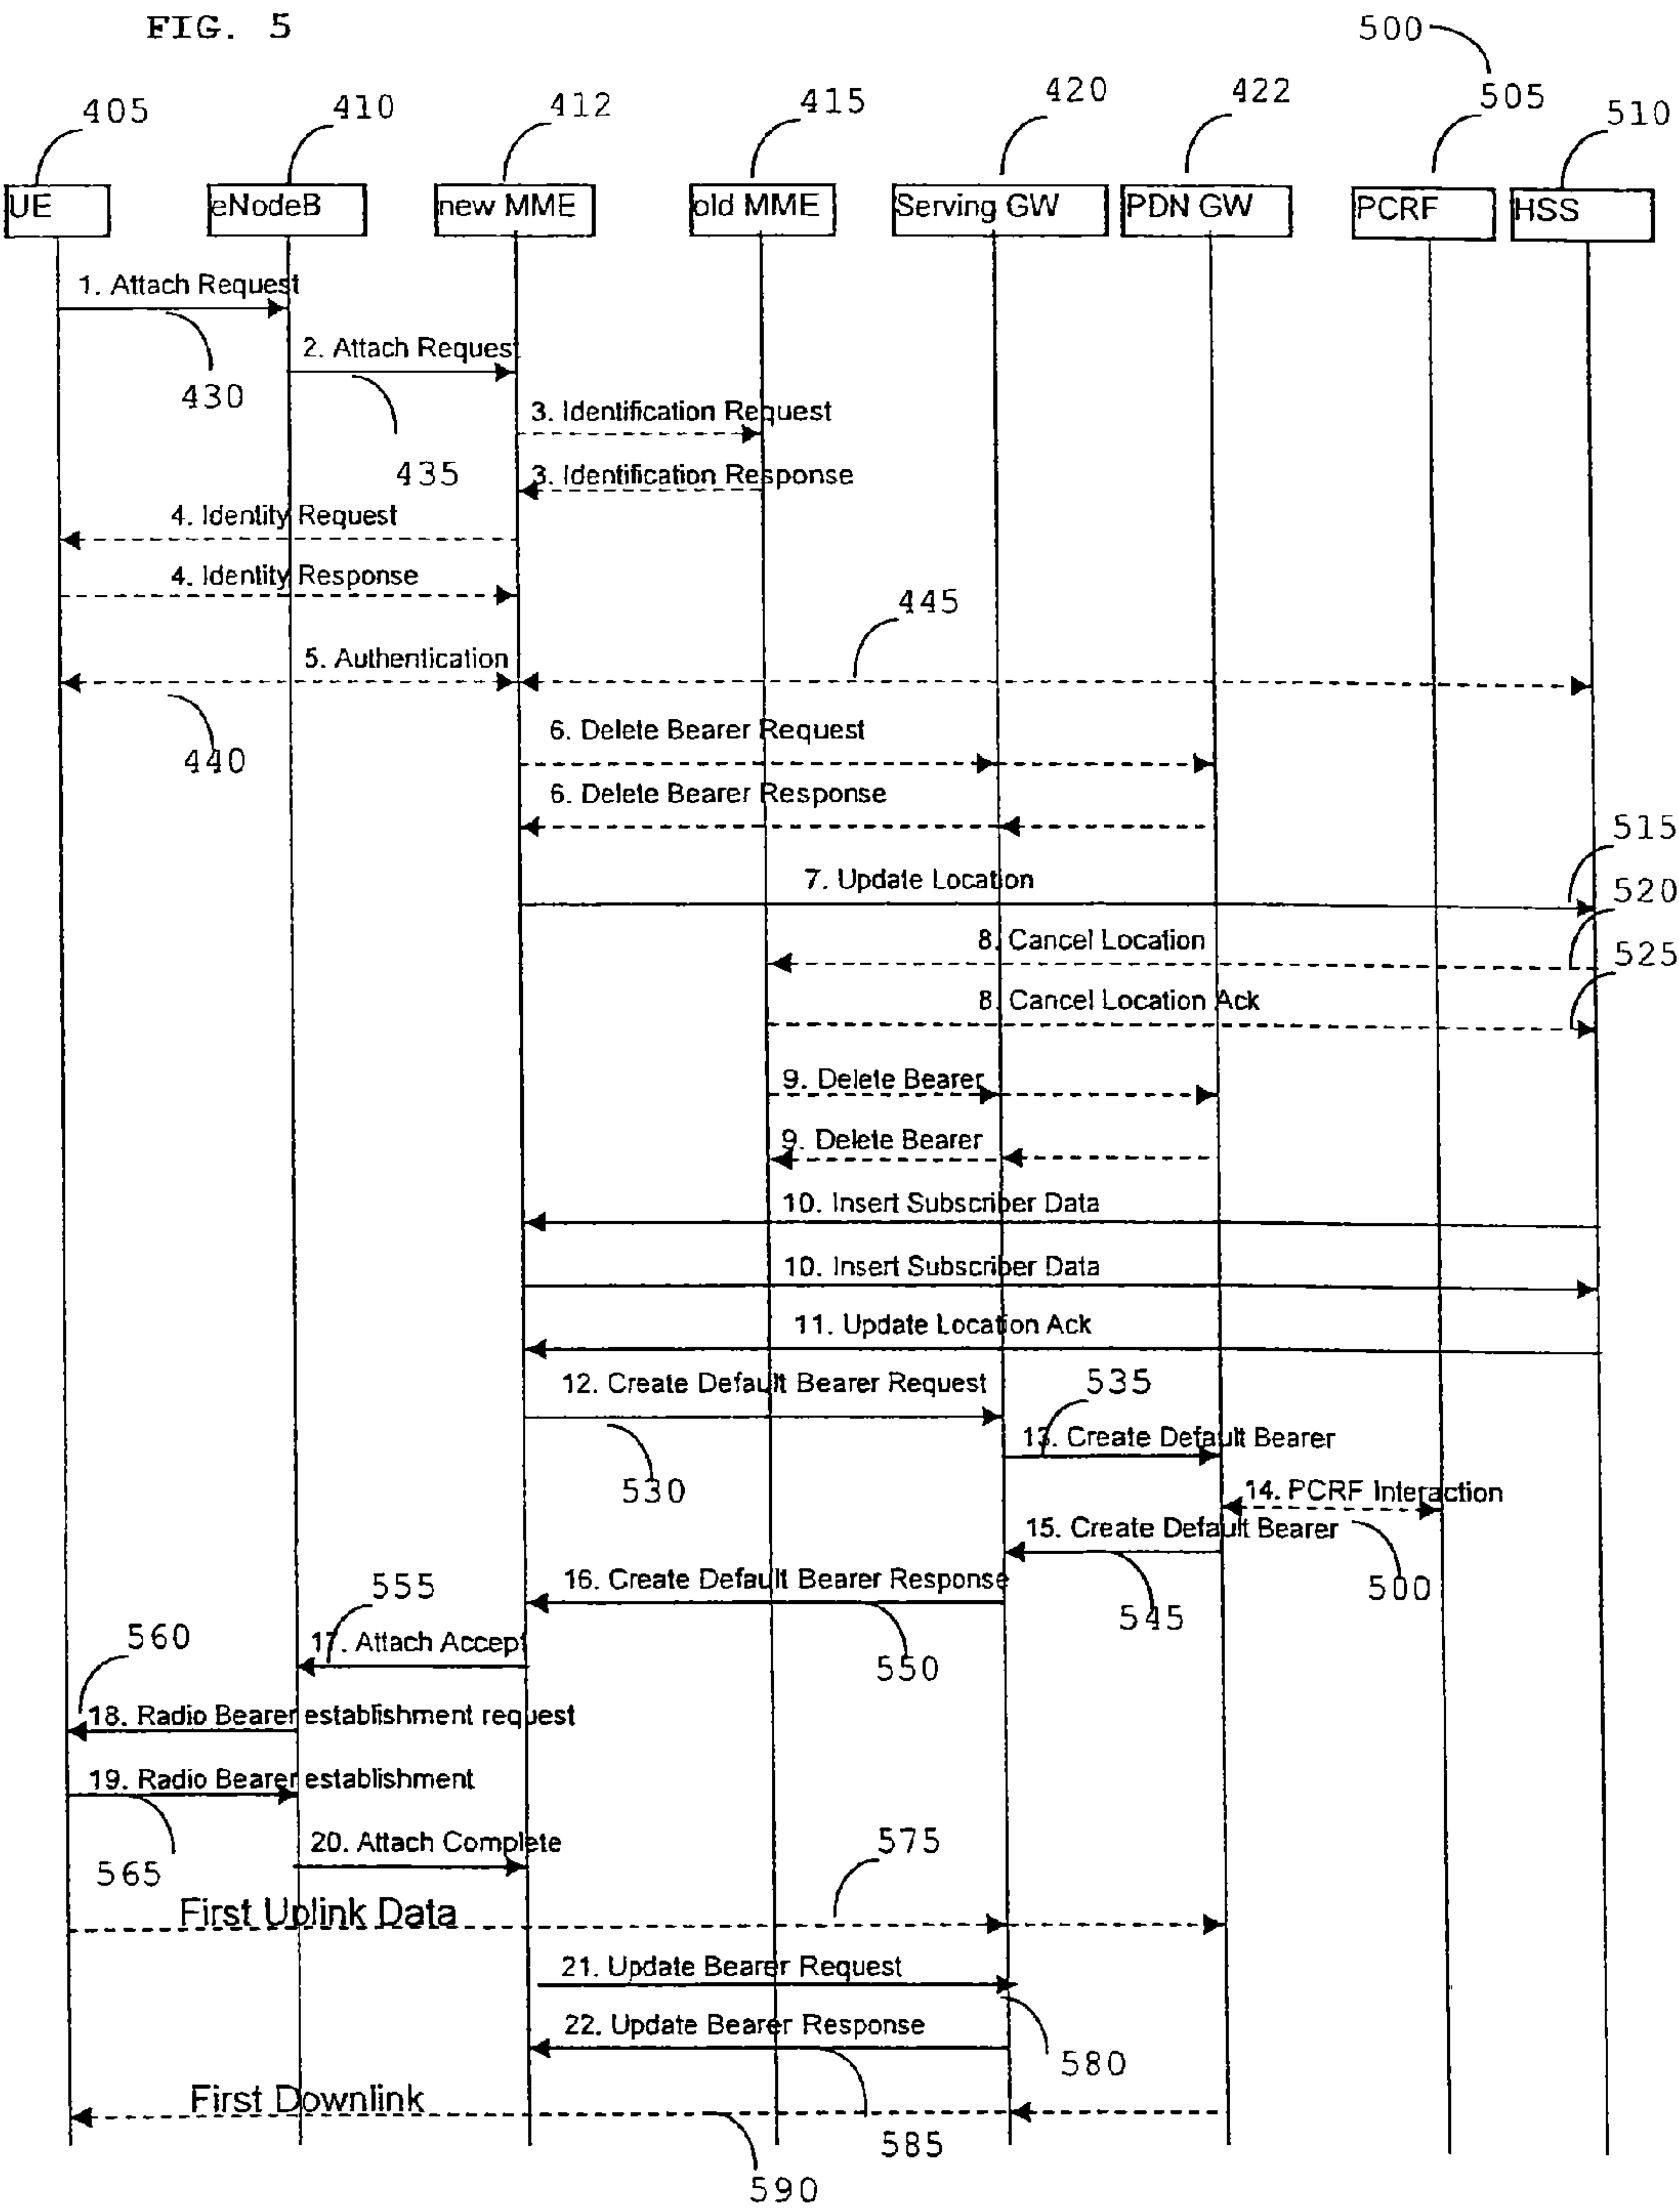 FIG. 5
500
405
410
412
415
420
422
505
510
UE
eNodeB
new MME
old MME
Serving GW
PDN GW
PCRF
HSS
1. Attach Request
430
2. Attach Reques
435
3. Identification Request
3. Identification Response
4. Identity Request
4. Identity Response
445
5. Authentication
440
6. Delete Bearer Request
6. Delete Bearer Response
515
7. Update Location
520
8. Cancel Location
525
8. Cancel Location Ack
9. Delete Bearer
9. Delete Bearer
10. Insert Subscriber Data
10. Insert Subscriber Data
11. Update Location Ack
12. Create Default Bearer Request
535
530
13. Create Default Bearer
14. PCRF Interaction
15. Create Default Bearer
500
545
16. Create Default Bearer Response
555
550
17. Attach Accept
560
18. Radio Bearer establishment request
19. Radio Bearer establishment
565
20. Attach Complete
575
First Uplink Data
21. Update Bearer Request
580
22. Update Bearer Response
585
First Downlink
590